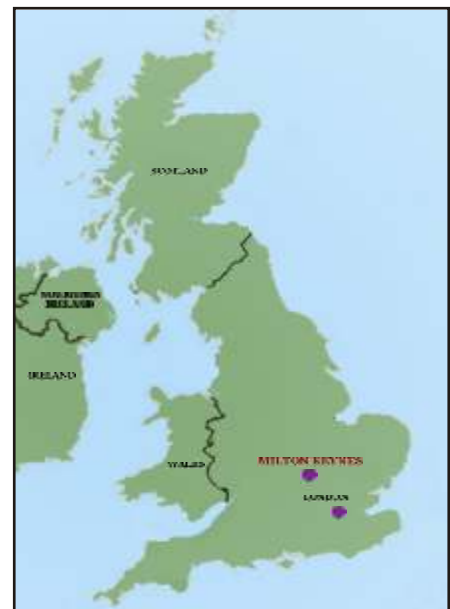 SCOTLAND
NORTHERN
IRELAND
IRELAND
WALES
MILTON KEYNES
LONDON